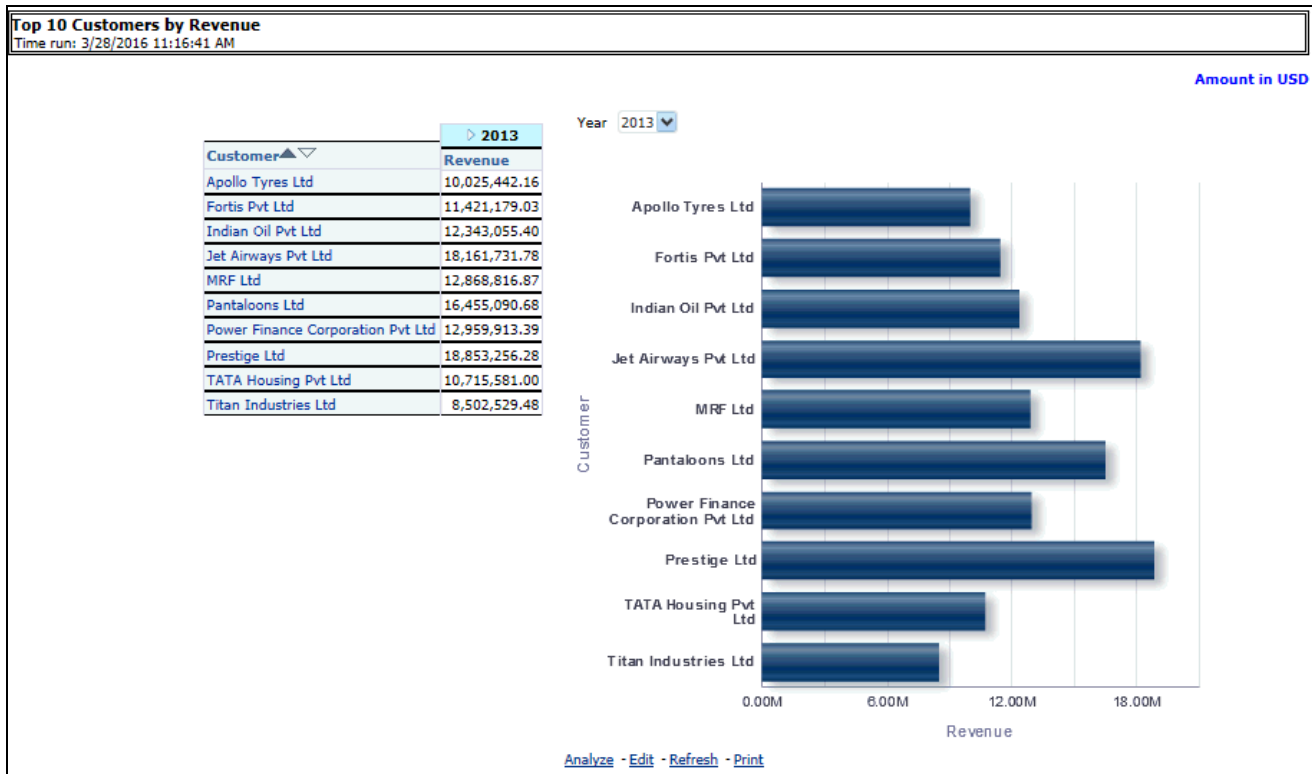 Top 10 Customers by Revenue
Time run: 3/28/2016 11:16:41 AM
Amount in USD
2013
Customer Revenue
Apollo Tyres Ltd 10,025,442.16
Fortis Pvt Ltd 11,421,179.03
Indian Oil Pvt Ltd 12,343,055.40
Jet Airways Pvt Ltd 18,161,731.78
MRF Ltd 12,868,816.87
Pantaloons Ltd 16,455,090.68
Power Finance Corporation Pvt Ltd 12,959,913.39
Prestige Ltd 18,853,256.28
TATA Housing Pvt Ltd 10,715,581.00
Titan Industries Ltd 8,502,529.48
Year 2013
Customer
Apollo Tyres Ltd
Fortis Pvt Ltd
Indian Oil Pvt Ltd
Jet Airways Pvt Ltd
MRF Ltd
Pantaloons Ltd
Power Finance
Corporation Pvt Ltd
Prestige Ltd
TATA Housing Pvt
Ltd
Titan Industries Ltd
0.00M 6.00M 12.00M 18.00M
Revenue
Analyze - Edit - Refresh - Print